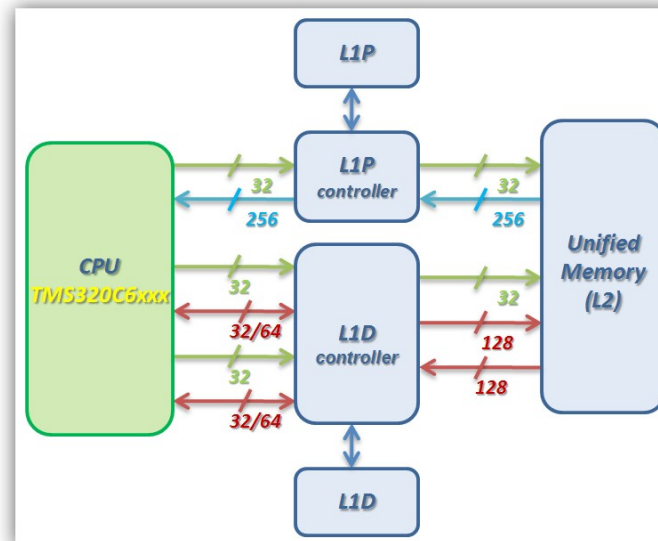 L1P
L1P
controller
32
256
32
256
CPU
TMS320C6xxx
32
32/64
32
32/64
L1D
controller
32
128
128
Unified
Memory
(L2)
L1D